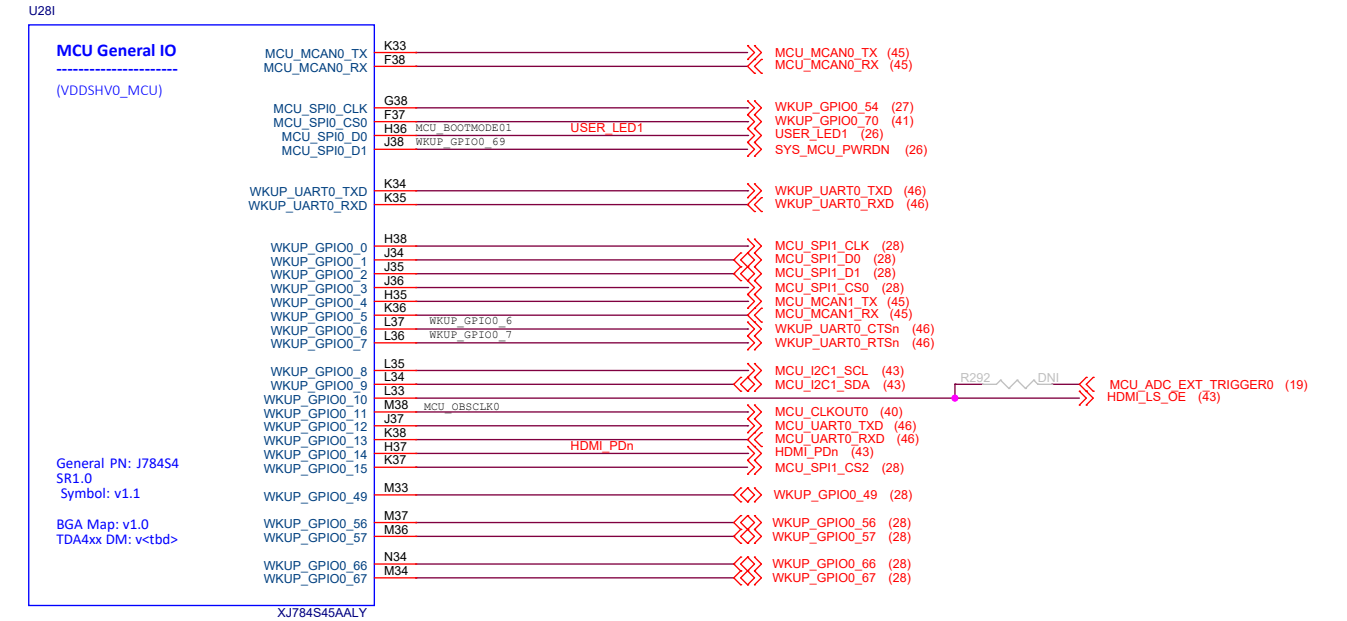 U28I
MCU General IO
----------------------
(VDDSHV0_MCU)
MCU_MCAN0_TX K33 MCU_MCAN0_TX (45)
MCU_MCAN0_RX F38 MCU_MCAN0_RX (45)
MCU_SPI0_CLK G38 WKUP_GPIO0_54 (27)
MCU_SPI0_CS0 F37 WKUP_GPIO0_70 (41)
MCU_SPI0_D0 H36 MCU_BOOTMODE01 USER_LED1 USER_LED1 (26)
MCU_SPI0_D1 J38 WKUP_GPIO0_69 SYS_MCU_PWRDN (26)
WKUP_UART0_TXD K34 WKUP_UART0_TXD (46)
WKUP_UART0_RXD K35 WKUP_UART0_RXD (46)
WKUP_GPIO0_0 H38 MCU_SPI1_CLK (28)
WKUP_GPIO0_1 J34 MCU_SPI1_D0 (28)
WKUP_GPIO0_2 J35 MCU_SPI1_D1 (28)
WKUP_GPIO0_3 J36 MCU_SPI1_CS0 (28)
WKUP_GPIO0_4 H35 MCU_MCAN1_TX (45)
WKUP_GPIO0_5 K36 MCU_MCAN1_RX (45)
WKUP_GPIO0_6 L37 WKUP_GPIO0_6 WKUP_UART0_CTSn (46)
WKUP_GPIO0_7 L36 WKUP_GPIO0_7 WKUP_UART0_RTSn (46)
WKUP_GPIO0_8 L35 MCU_I2C1_SCL (43)
WKUP_GPIO0_9 L34 MCU_I2C1_SDA (43) R292 DNI MCU_ADC_EXT_TRIGGER0 (19)
WKUP_GPIO0_10 L33 HDMI_LS_OE (43)
WKUP_GPIO0_11 M38 MCU_OBSCLK0 MCU_CLKOUT0 (40)
WKUP_GPIO0_12 J37 MCU_UART0_TXD (46)
WKUP_GPIO0_13 K38 MCU_UART0_RXD (46)
WKUP_GPIO0_14 H37 HDMI_PDn HDMI_PDn (43)
WKUP_GPIO0_15 K37 MCU_SPI1_CS2 (28)
General PN: J784S4
SR1.0
Symbol: v1.1
WKUP_GPIO0_49 M33 WKUP_GPIO0_49 (28)
BGA Map: v1.0
TDA4xx DM: v<tbd>
WKUP_GPIO0_56 M37 WKUP_GPIO0_56 (28)
WKUP_GPIO0_57 M36 WKUP_GPIO0_57 (28)
WKUP_GPIO0_66 N34 WKUP_GPIO0_66 (28)
WKUP_GPIO0_67 M34 WKUP_GPIO0_67 (28)
XJ784S45AALY